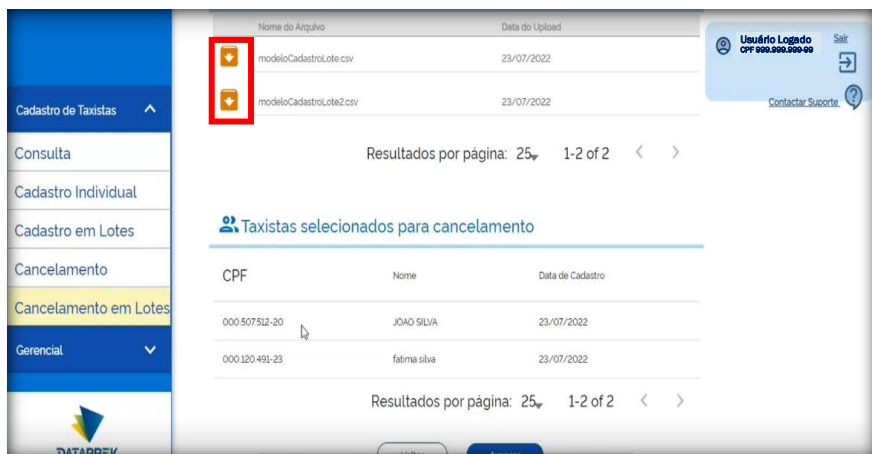 Nome do Arquivo Data do Upload
modeloCadastroLote.csv 23/07/2022
modeloCadastroLote2.csv 23/07/2022
Resultados por página: 25 1-2 of 2
Usuário Logado Sair
CPF 999.999.999-99
Contactar Suporte
Cadastro de Taxistas
Consulta
Cadastro Individual
Cadastro em Lotes
Cancelamento
Cancelamento em Lotes
Gerencial
Taxistas selecionados para cancelamento
CPF Nome Data de Cadastro
000.507.512-20 JOAO SILVA 23/07/2022
000.120.491-23 fatima silva 23/07/2022
Resultados por página: 25 1-2 of 2